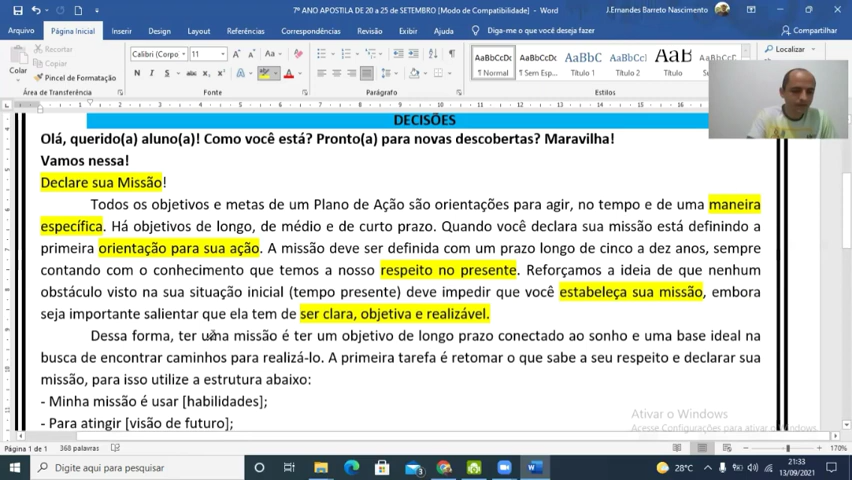 7º ANO APOSTILA DE 20 a 25 de SETEMBRO [Modo de Compatibilidade] - Word
J.Ernandes Barreto Nascimento
Arquivo Página Inicial Inserir Design Layout Referências Correspondências Revisão Exibir Ajuda Diga-me o que você deseja fazer Compartilhar
Colar
Recortar
Copiar
Pincel de Formatação
Área de Transferência
Calibri (Corpo) 11
N I S
Fonte
Parágrafo
AaBbCcDc AaBbCcDc AaBbC AaBbCc AaB AaBbCcC
¶ Normal ¶ Sem Esp... Título 1 Título 2 Título Subtítulo
Estilos
Localizar
DECISÕES
Olá, querido(a) aluno(a)! Como você está? Pronto(a) para novas descobertas? Maravilha!
Vamos nessa!
Declare sua Missão!
Todos os objetivos e metas de um Plano de Ação são orientações para agir, no tempo e de uma maneira
específica. Há objetivos de longo, de médio e de curto prazo. Quando você declara sua missão está definindo a
primeira orientação para sua ação. A missão deve ser definida com um prazo longo de cinco a dez anos, sempre
contando com o conhecimento que temos a nosso respeito no presente. Reforçamos a ideia de que nenhum
obstáculo visto na sua situação inicial (tempo presente) deve impedir que você estabeleça sua missão, embora
seja importante salientar que ela tem de ser clara, objetiva e realizável.
Dessa forma, ter uma missão é ter um objetivo de longo prazo conectado ao sonho e uma base ideal na
busca de encontrar caminhos para realizá-lo. A primeira tarefa é retomar o que sabe a seu respeito e declarar sua
missão, para isso utilize a estrutura abaixo:
- Minha missão é usar [habilidades];
- Para atingir [visão de futuro];
Ativar o Windows
Acesse Configurações para ativar o Windows.
Página 1 de 1 368 palavras 170%
Digite aqui para pesquisar
28°C
21:33
13/09/2021